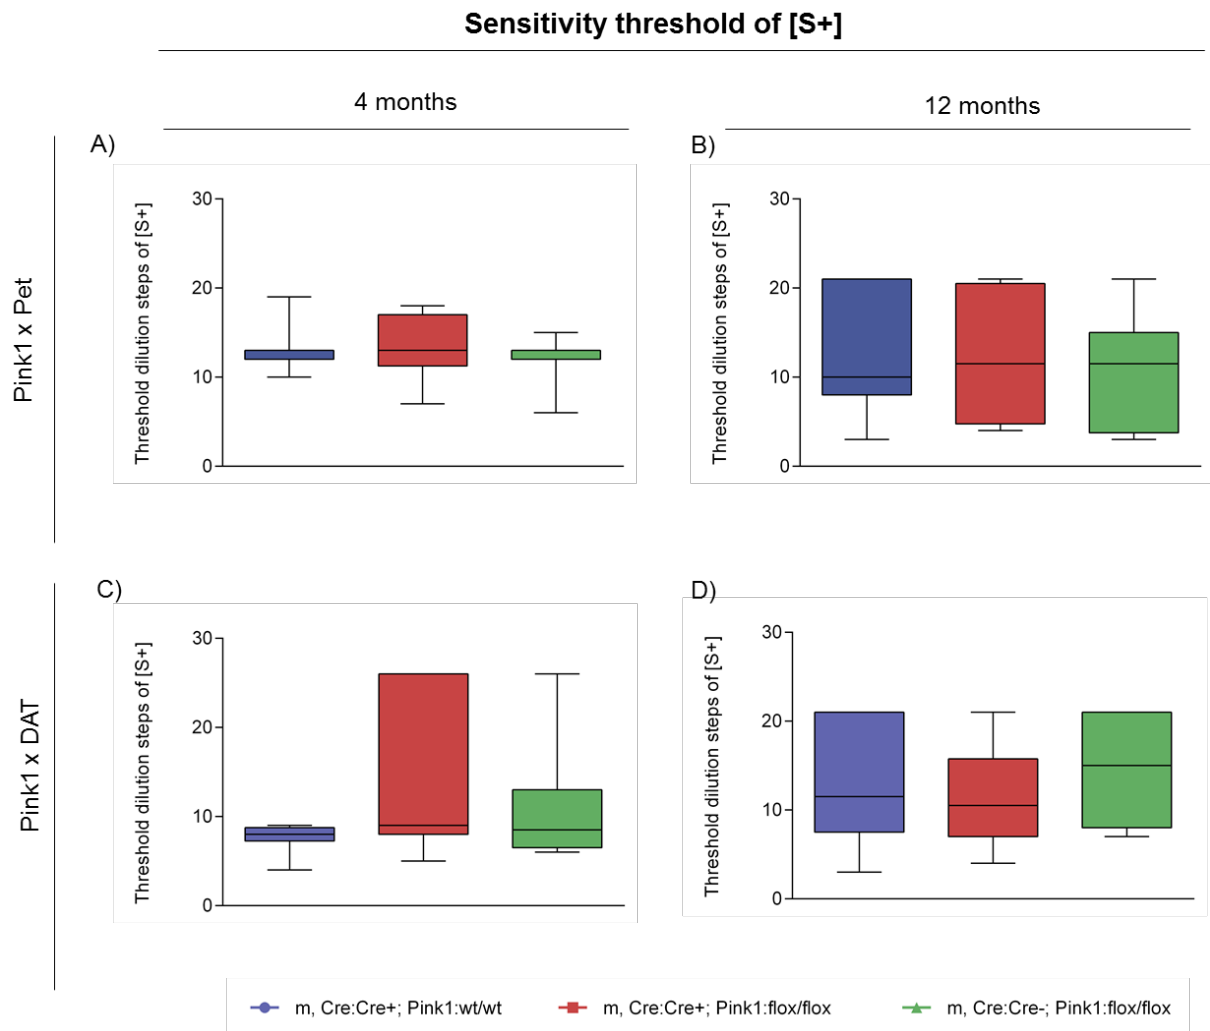 Sensitivity threshold of [S+]
4 months
12 months
Pink1 x Pet
A)
Threshold dilution steps of [S+]
30
20
10
0
B)
Threshold dilution steps of [S+]
30
20
10
0
Pink1 x DAT
C)
Threshold dilution steps of [S+]
30
20
10
0
D)
Threshold dilution steps of [S+]
30
20
10
0
m, Cre:Cre+; Pink1:wt/wt
m, Cre:Cre+; Pink1:flox/flox
m, Cre:Cre-; Pink1:flox/flox